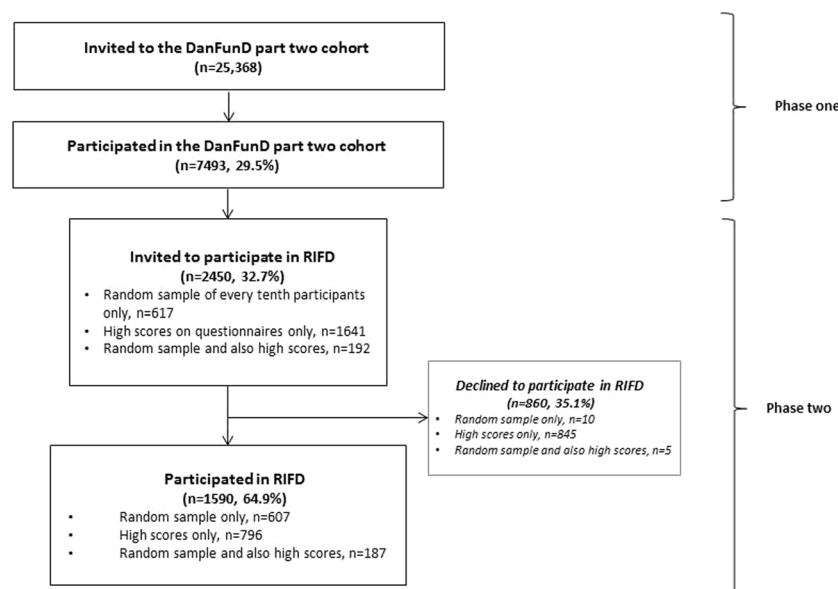 Invited to the DanFunD part two cohort
(n=25,368)
Phase one
Participated in the DanFunD part two cohort
(n=7493, 29.5%)
Invited to participate in RIFD
(n=2450, 32.7%)
• Random sample of every tenth participants
only, n=617
• High scores on questionnaires only, n=1641
• Random sample and also high scores, n=192
Declined to participate in RIFD
(n=860, 35.1%)
• Random sample only, n=10
• High scores only, n=845
• Random sample and also high scores, n=5
Phase two
Participated in RIFD
(n=1590, 64.9%)
• Random sample only, n=607
• High scores only, n=796
• Random sample and also high scores, n=187